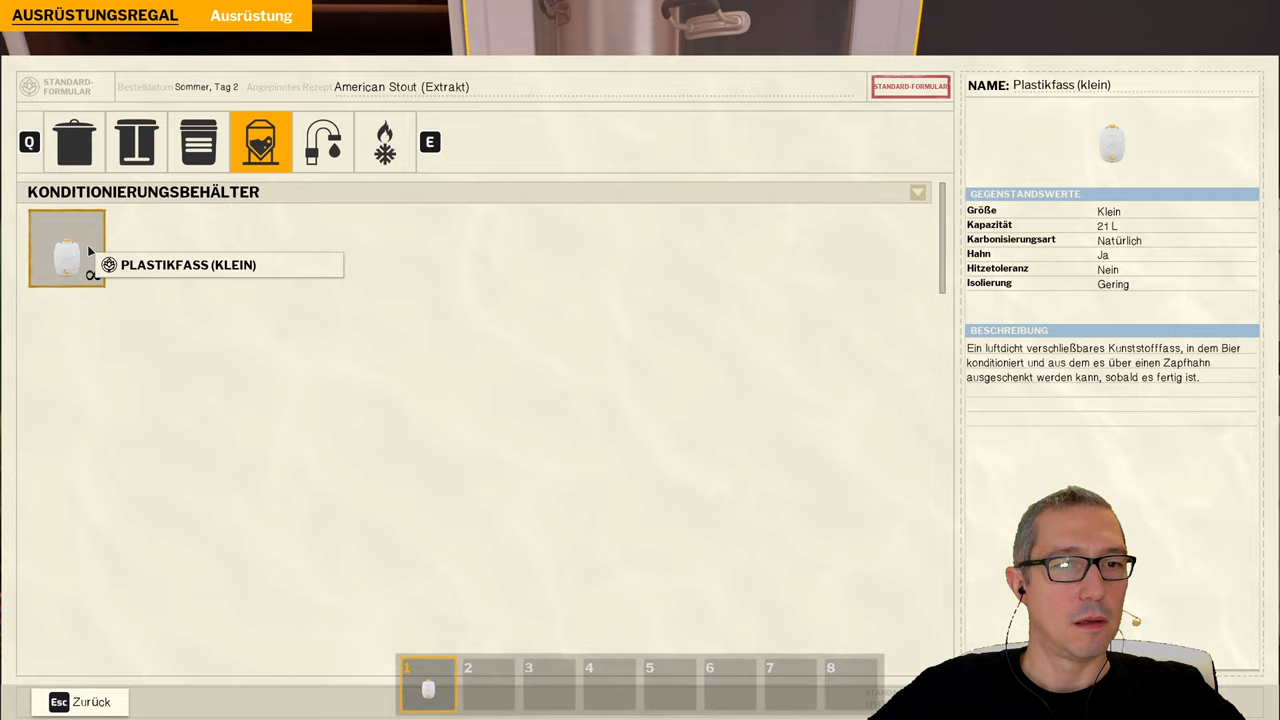 AUSRÜSTUNGSREGAL Ausrüstung
STANDARD-
FORMULAR
Bestelldatum Sommer, Tag 2 Angepinntes Rezept American Stout (Extrakt)
STANDARD-FORMULAR
Q
E
KONDITIONIERUNGSBEHÄLTER
PLASTIKFASS (KLEIN)
∞
NAME: Plastikfass (klein)
GEGENSTANDSWERTE
Größe Klein
Kapazität 21 L
Karbonisierungsart Natürlich
Hahn Ja
Hitzetoleranz Nein
Isolierung Gering
BESCHREIBUNG
Ein luftdicht verschließbares Kunststofffass, in dem Bier
konditioniert und aus dem es über einen Zapfhahn
ausgeschenkt werden kann, sobald es fertig ist.
1 2 3 4 5 6 7 8
Esc Zurück